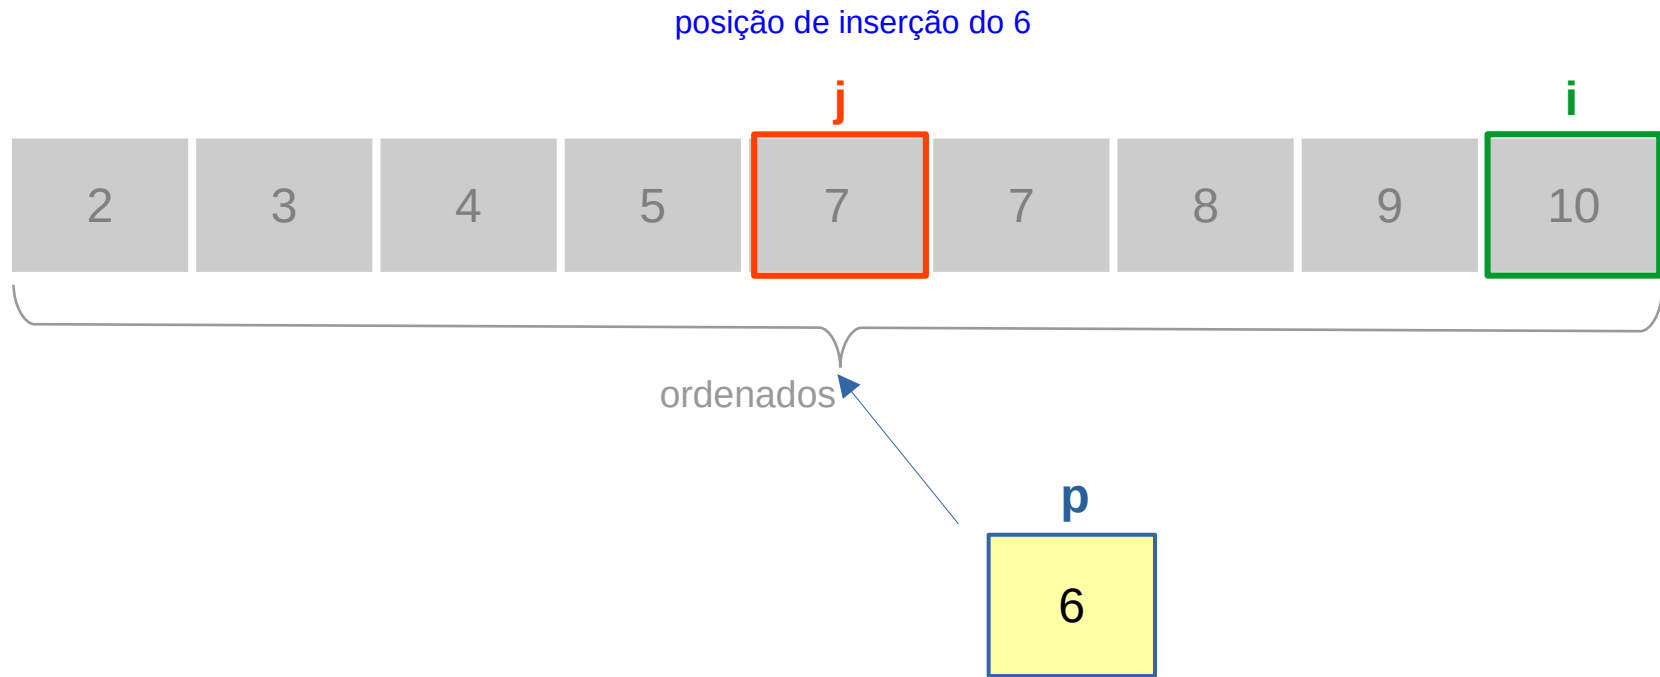 posição de inserção do 6
j i
2 3 4 5 7 7 8 9 10
ordenados
p
6